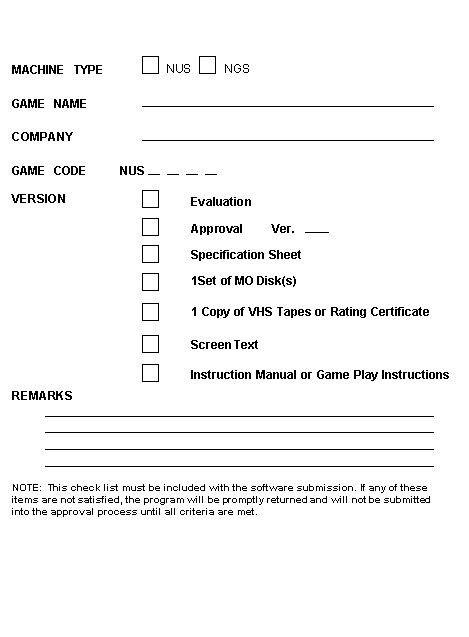 MACHINE TYPE NUS NGS
GAME NAME
COMPANY
GAME CODE NUS _ _ _ _
VERSION Evaluation
Approval Ver. ___
Specification Sheet
1Set of MO Disk(s)
1 Copy of VHS Tapes or Rating Certificate
Screen Text
Instruction Manual or Game Play Instructions
REMARKS
NOTE: This check list must be included with the software submission. If any of these
items are not satisfied, the program will be promptly returned and will not be submitted
into the approval process until all criteria are met.